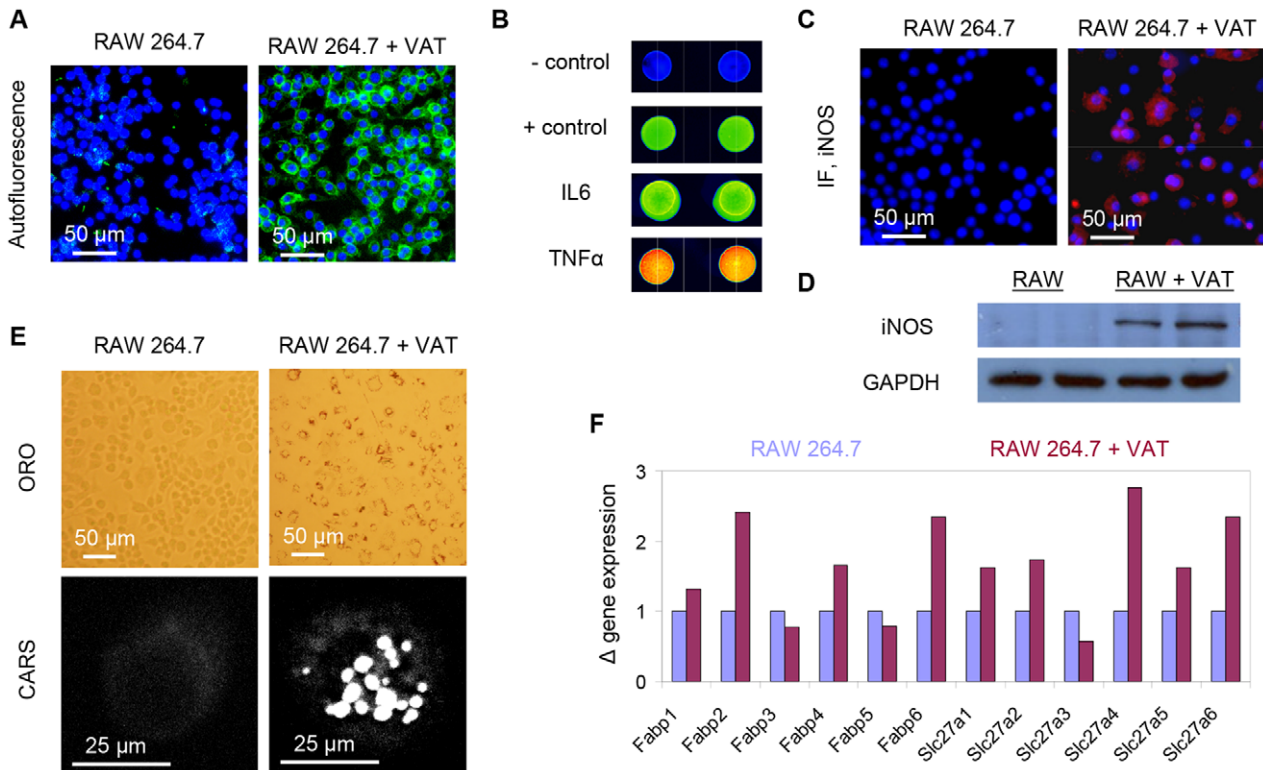 A
RAW 264.7
RAW 264.7 + VAT
Autofluorescence
50 µm
50 µm
B
- control
+ control
IL6
TNFα
C
RAW 264.7
RAW 264.7 + VAT
IF, iNOS
50 µm
50 µm
D
RAW
RAW + VAT
iNOS
GAPDH
E
RAW 264.7
RAW 264.7 + VAT
ORO
50 µm
50 µm
CARS
25 µm
25 µm
F
RAW 264.7
RAW 264.7 + VAT
Δ gene expression
3
2
1
0
Fabp1
Fabp2
Fabp3
Fabp4
Fabp5
Fabp6
Slc27a1
Slc27a2
Slc27a3
Slc27a4
Slc27a5
Slc27a6